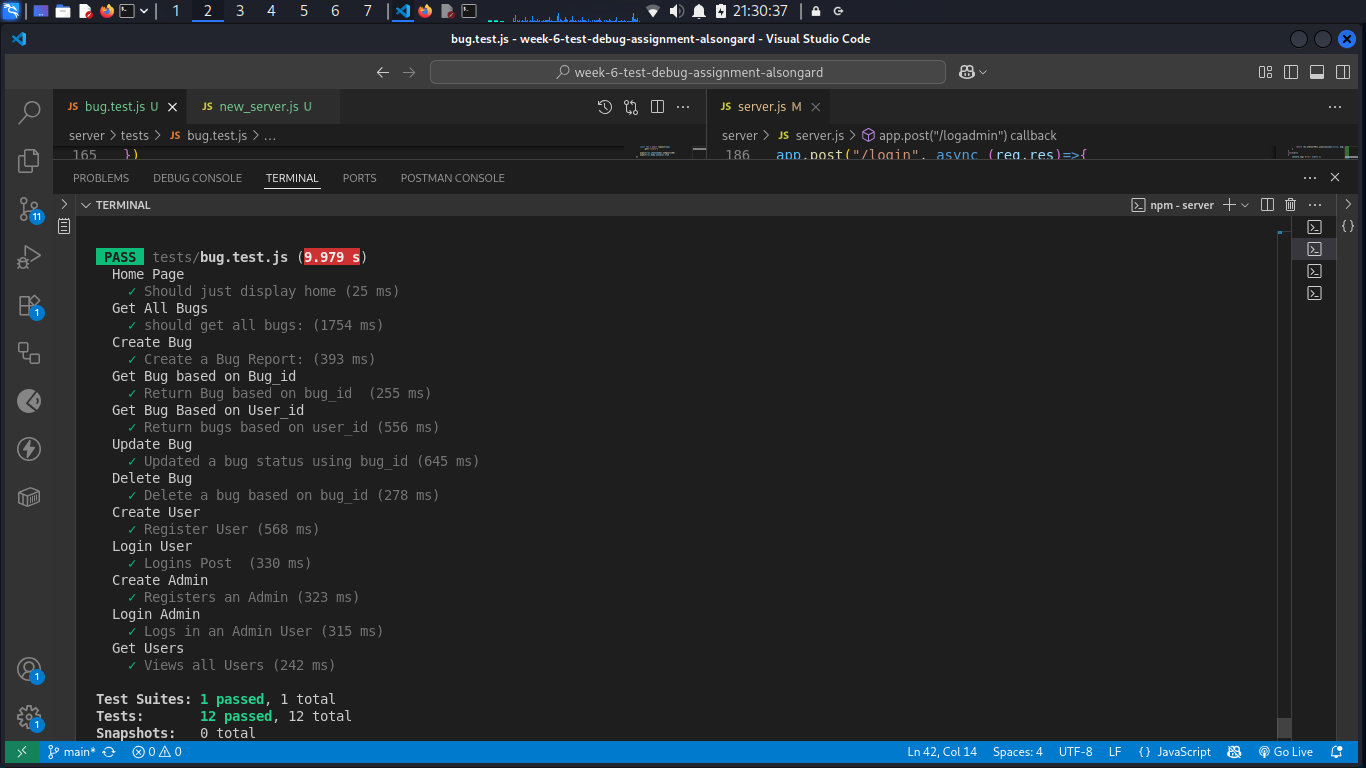 1 2 3 4 5 6 7 21:30:37
bug.test.js - week-6-test-debug-assignment-alsongard - Visual Studio Code
week-6-test-debug-assignment-alsongard
JS bug.test.js U JS new_server.js U JS server.js M
server > tests > JS bug.test.js > ... server > JS server.js > app.post("/logadmin") callback
165 }) 186 app.post("/login", async (req,res)=>{
PROBLEMS DEBUG CONSOLE TERMINAL PORTS POSTMAN CONSOLE
TERMINAL npm - server
11
1
PASS tests/bug.test.js (9.979 s)
Home Page
✓ Should just display home (25 ms)
Get All Bugs
✓ should get all bugs: (1754 ms)
Create Bug
✓ Create a Bug Report: (393 ms)
Get Bug based on Bug_id
✓ Return Bug based on bug_id  (255 ms)
Get Bug Based on User_id
✓ Return bugs based on user_id (556 ms)
Update Bug
✓ Updated a bug status using bug_id (645 ms)
Delete Bug
✓ Delete a bug based on bug_id (278 ms)
Create User
✓ Register User (568 ms)
Login User
✓ Logins Post  (330 ms)
Create Admin
✓ Registers an Admin (323 ms)
Login Admin
✓ Logs in an Admin User (315 ms)
Get Users
✓ Views all Users (242 ms)
Test Suites: 1 passed, 1 total
Tests: 12 passed, 12 total
Snapshots: 0 total
1
1
main* 0 0 Ln 42, Col 14 Spaces: 4 UTF-8 LF {} JavaScript Go Live